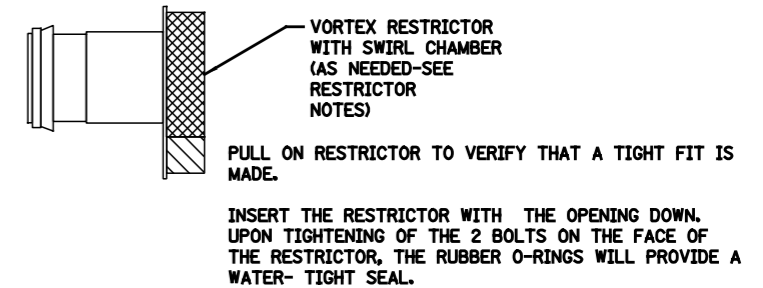 VORTEX RESTRICTOR
WITH SWIRL CHAMBER
(AS NEEDED-SEE
RESTRICTOR
NOTES)
PULL ON RESTRICTOR TO VERIFY THAT A TIGHT FIT IS
MADE.
INSERT THE RESTRICTOR WITH THE OPENING DOWN.
UPON TIGHTENING OF THE 2 BOLTS ON THE FACE OF
THE RESTRICTOR, THE RUBBER O-RINGS WILL PROVIDE A
WATER- TIGHT SEAL.